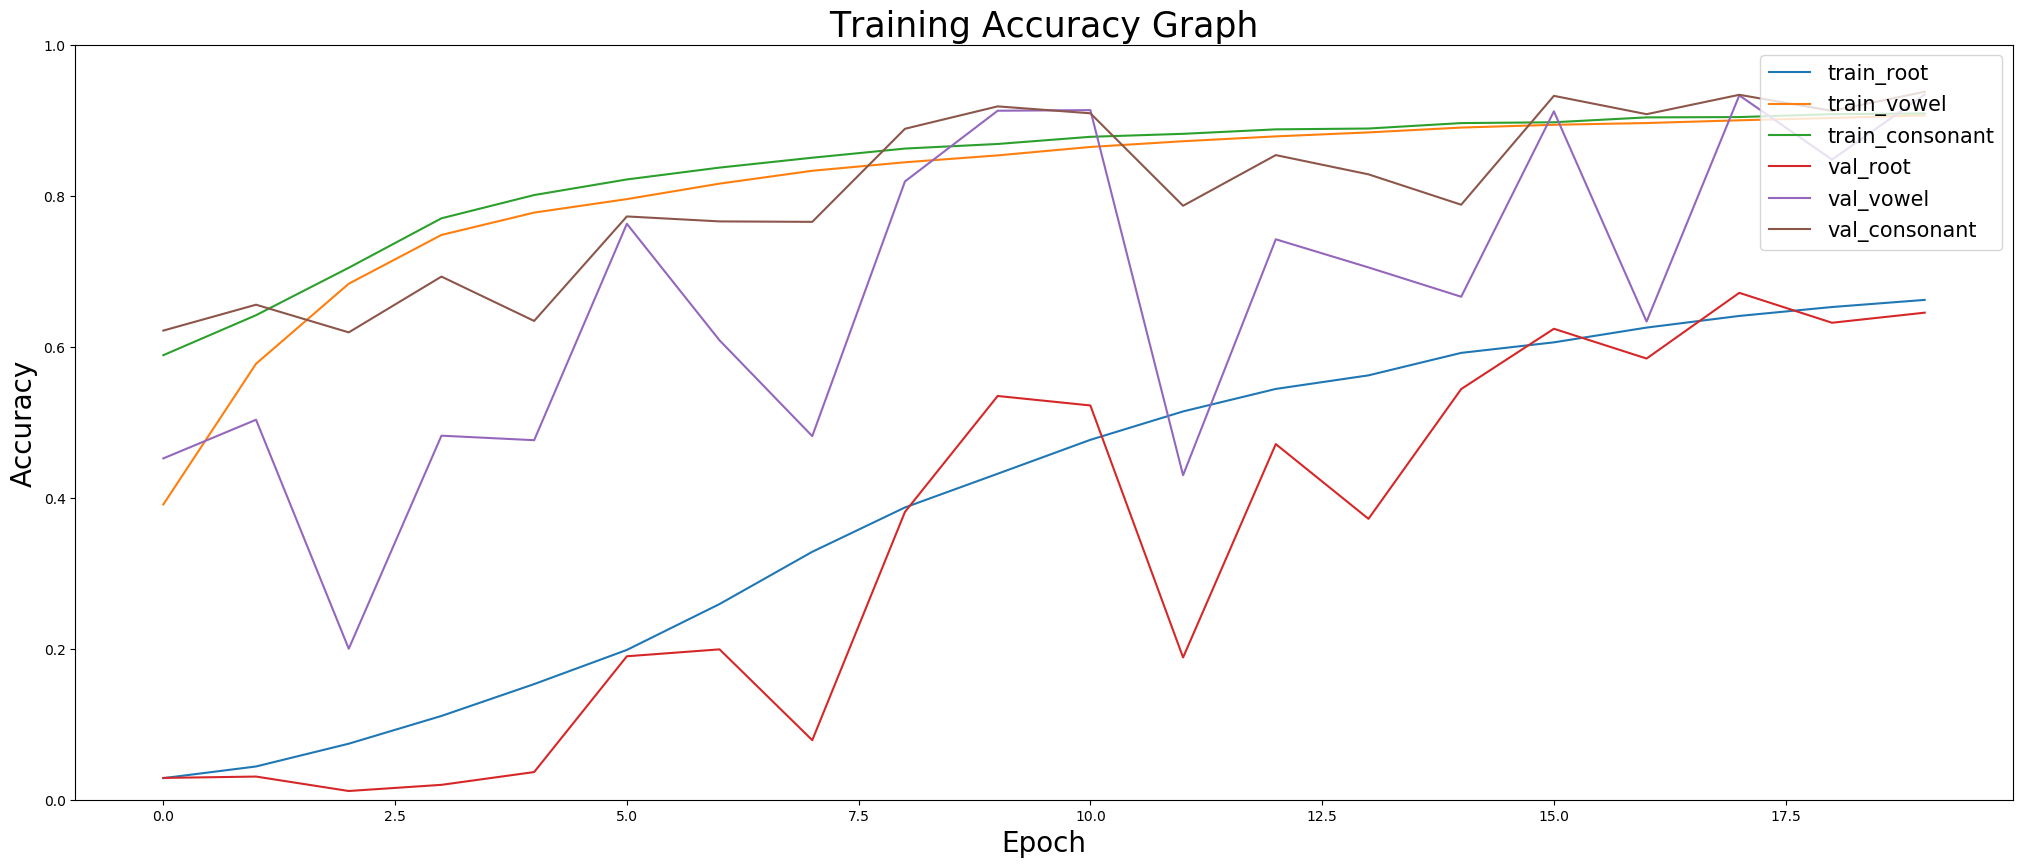 Training Accuracy Graph
1.0
0.8
0.6
0.4
0.2
0.0
Accuracy
train_root
train_vowel
train_consonant
val_root
val_vowel
val_consonant
0.0 2.5 5.0 7.5 10.0 12.5 15.0 17.5
Epoch